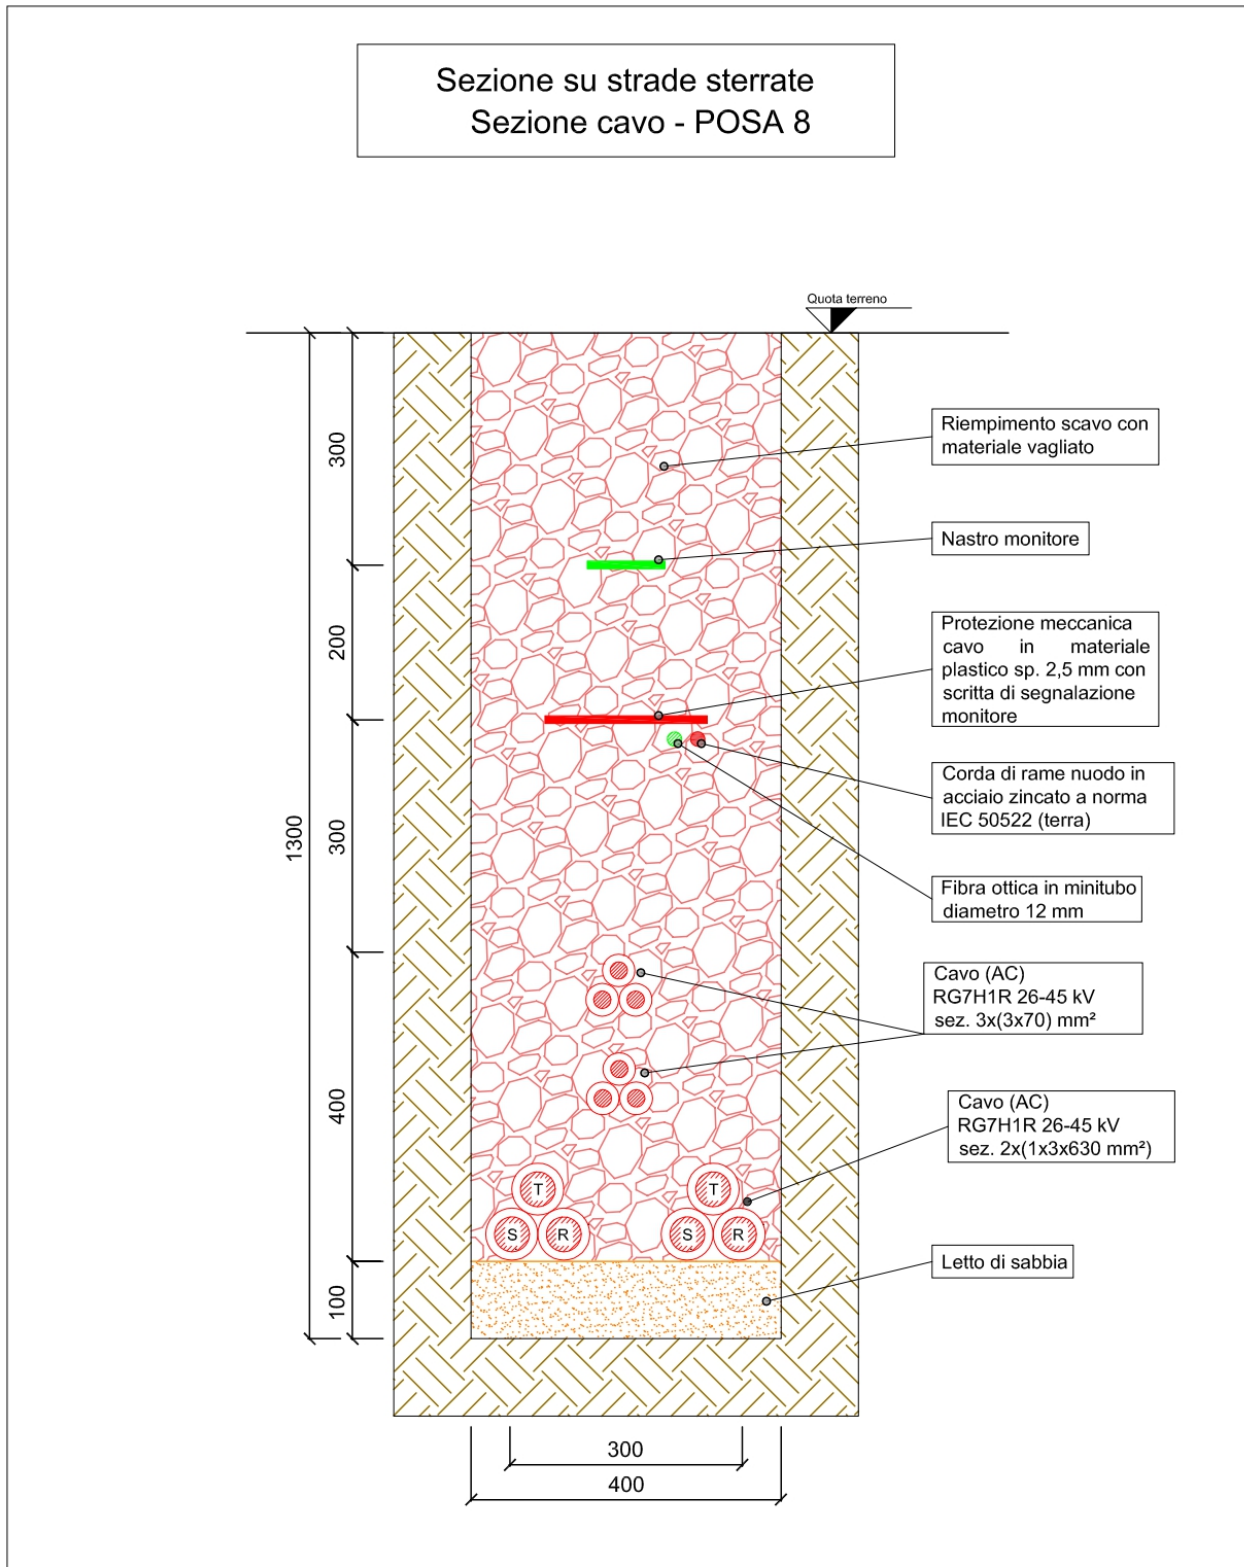 Sezione su strade sterrate
Sezione cavo - POSA 8
Quota terreno
Riempimento scavo con
materiale vagliato
Nastro monitore
Protezione meccanica
cavo in materiale
plastico sp. 2,5 mm con
scritta di segnalazione
monitore
Corda di rame nuodo in
acciaio zincato a norma
IEC 50522 (terra)
Fibra ottica in minitubo
diametro 12 mm
Cavo (AC)
RG7H1R 26-45 kV
sez. 3x(3x70) mm²
Cavo (AC)
RG7H1R 26-45 kV
sez. 2x(1x3x630 mm²)
Letto di sabbia
1300
300
200
300
400
100
T
S R
T
S R
300
400